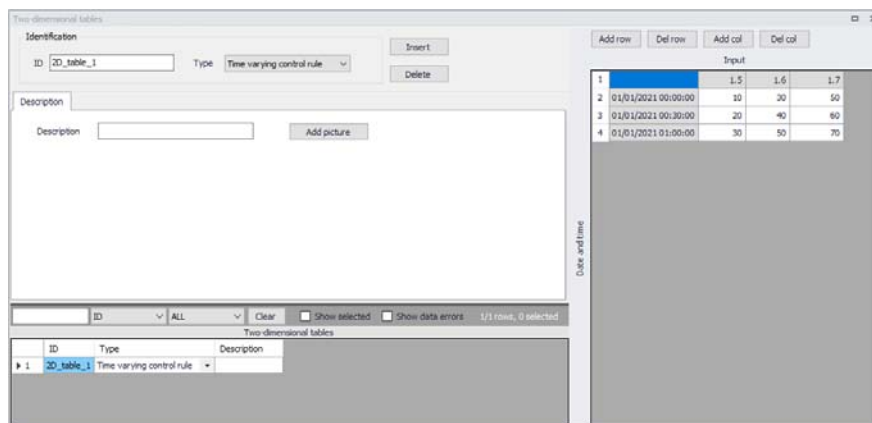 Two-dimensional tables
Identification
ID 2D_table_1 Type Time varying control rule
Insert
Delete
Description
Description Add picture
ID ALL Clear Show selected Show data errors 1/1 rows, 0 selected
Two-dimensional tables
ID Type Description
1 2D_table_1 Time varying control rule
Date and time
Add row Del row Add col Del col
Input
1 1.5 1.6 1.7
2 01/01/2021 00:00:00 10 30 50
3 01/01/2021 00:30:00 20 40 60
4 01/01/2021 01:00:00 30 50 70